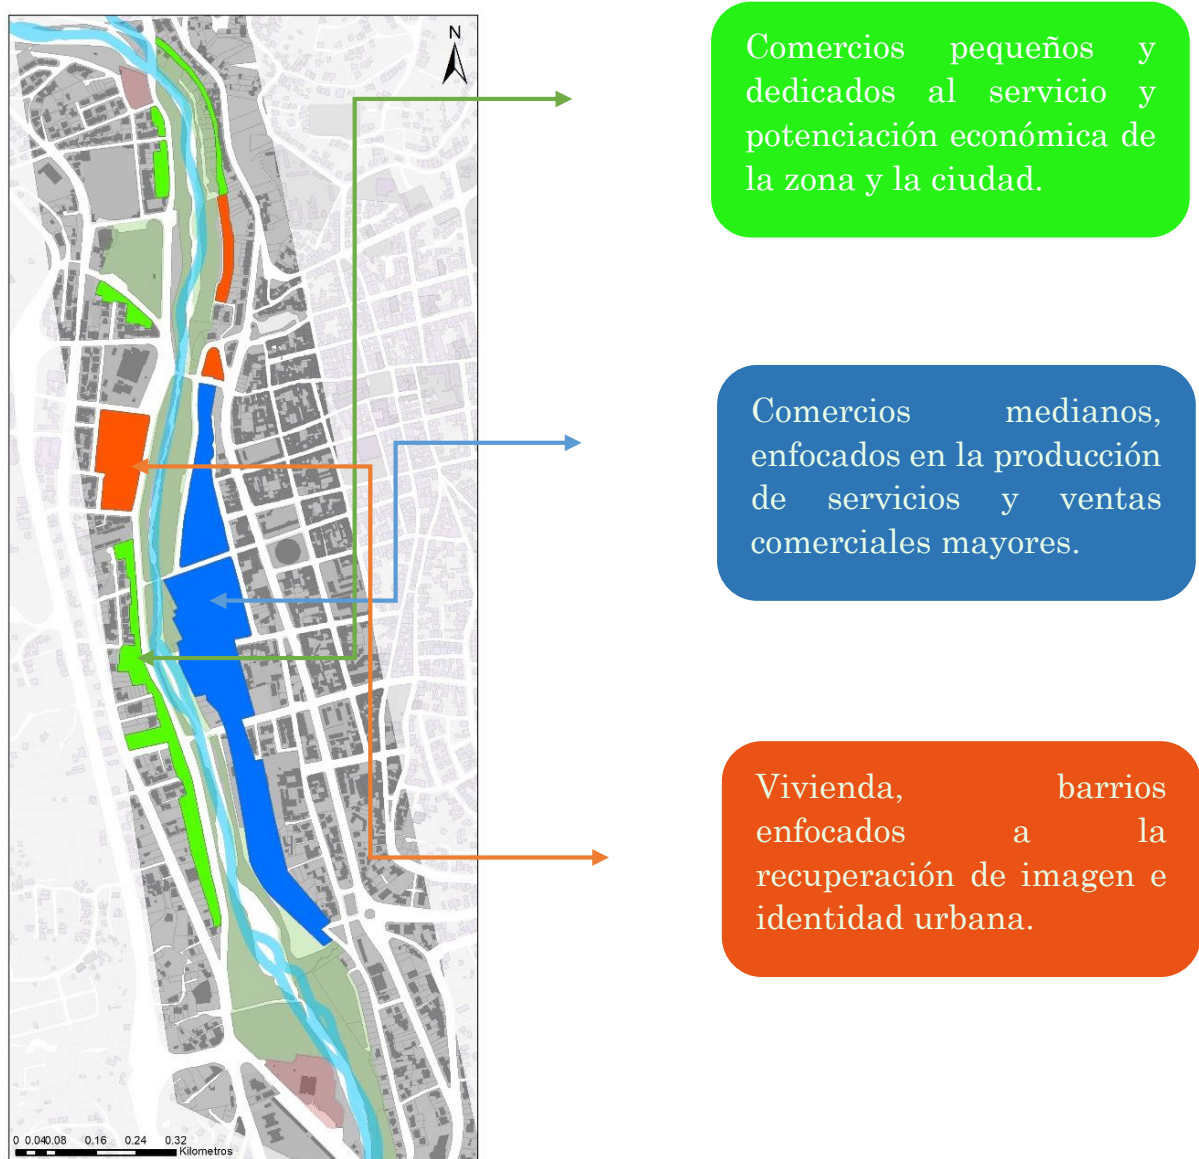 N
Comercios pequeños y
dedicados al servicio y
potenciación económica de
la zona y la ciudad.
Comercios medianos,
enfocados en la producción
de servicios y ventas
comerciales mayores.
Vivienda, barrios
enfocados a la
recuperación de imagen e
identidad urbana.
0 0.040.08 0.16 0.24 0.32
Kilometros